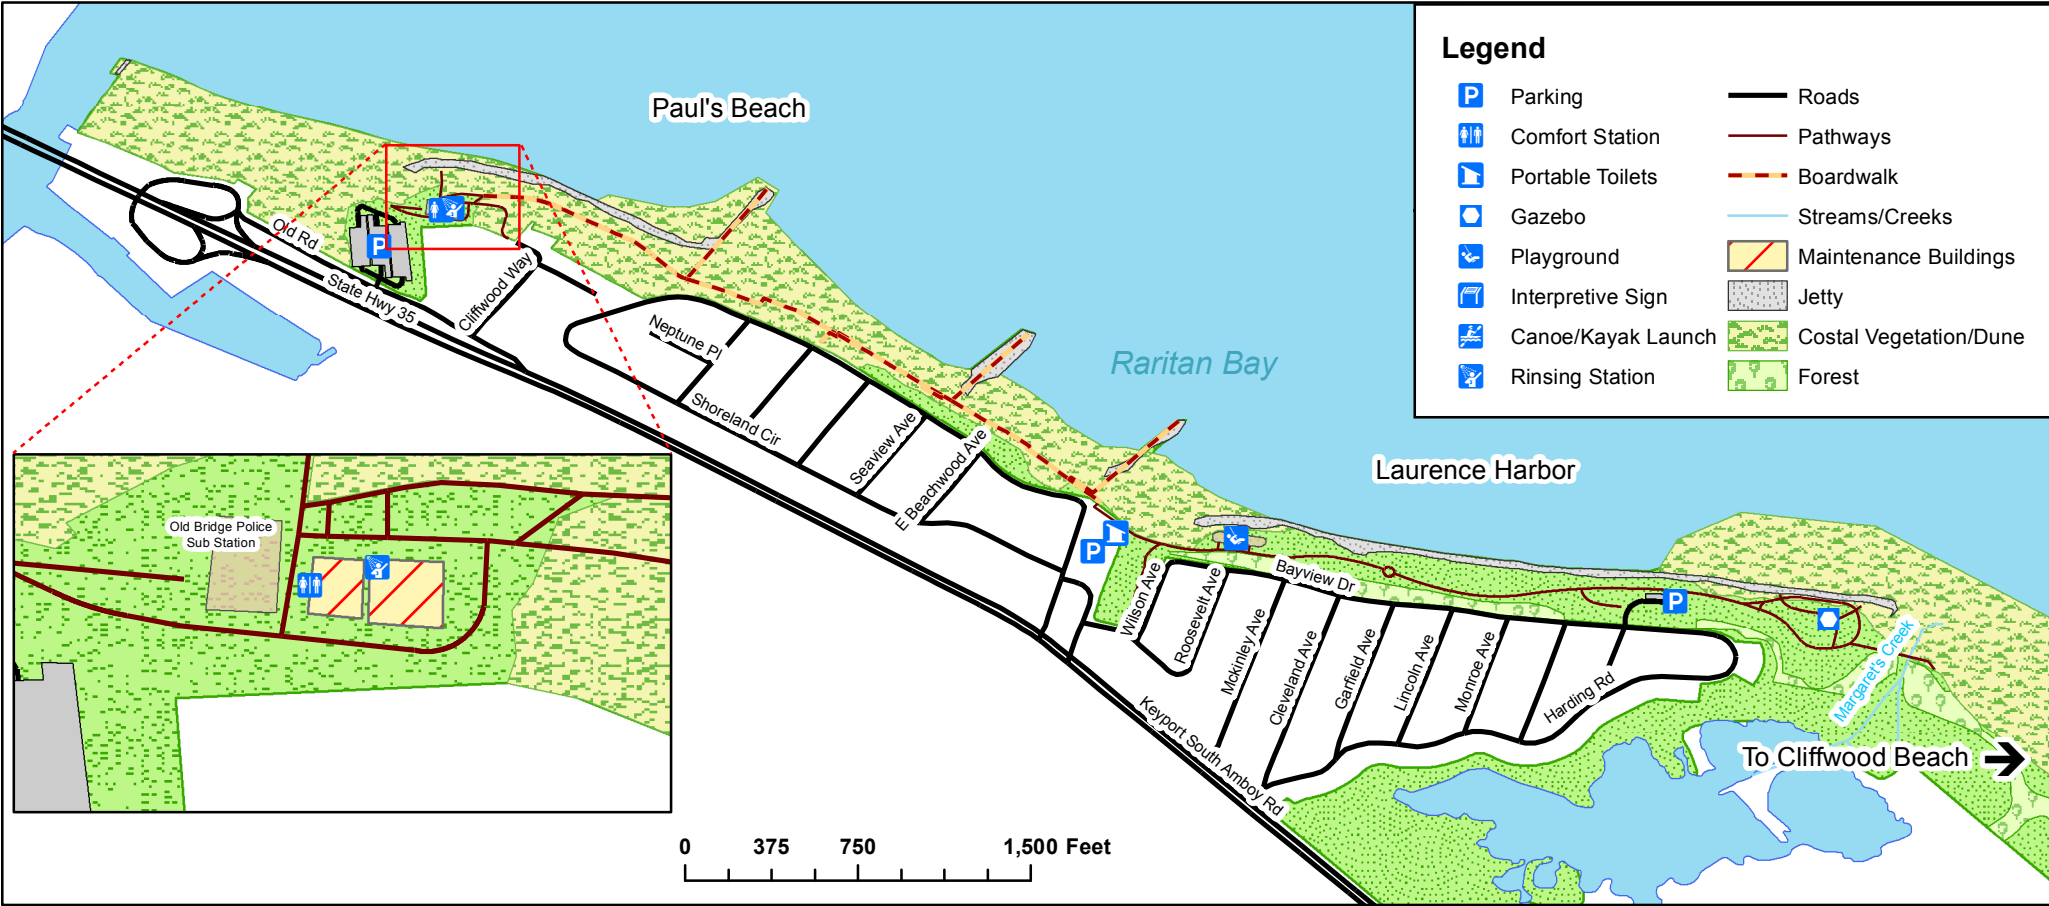 Paul's Beach
Raritan Bay
Laurence Harbor
Old Rd
State Hwy 35
Cliffwood Way
Neptune Pl
Shoreland Cir
Seaview Ave
E Beachwood Ave
Wilson Ave
Roosevelt Ave
Bayview Dr
Mckinley Ave
Cleveland Ave
Garfield Ave
Lincoln Ave
Monroe Ave
Harding Rd
Keyport South Amboy Rd
Margaret's Creek
To Cliffwood Beach
P
P
P
Old Bridge Police
Sub Station
0 375 750 1,500 Feet
Legend
P Parking
Comfort Station
Portable Toilets
Gazebo
Playground
Interpretive Sign
Canoe/Kayak Launch
Rinsing Station
Roads
Pathways
Boardwalk
Streams/Creeks
Maintenance Buildings
Jetty
Costal Vegetation/Dune
Forest